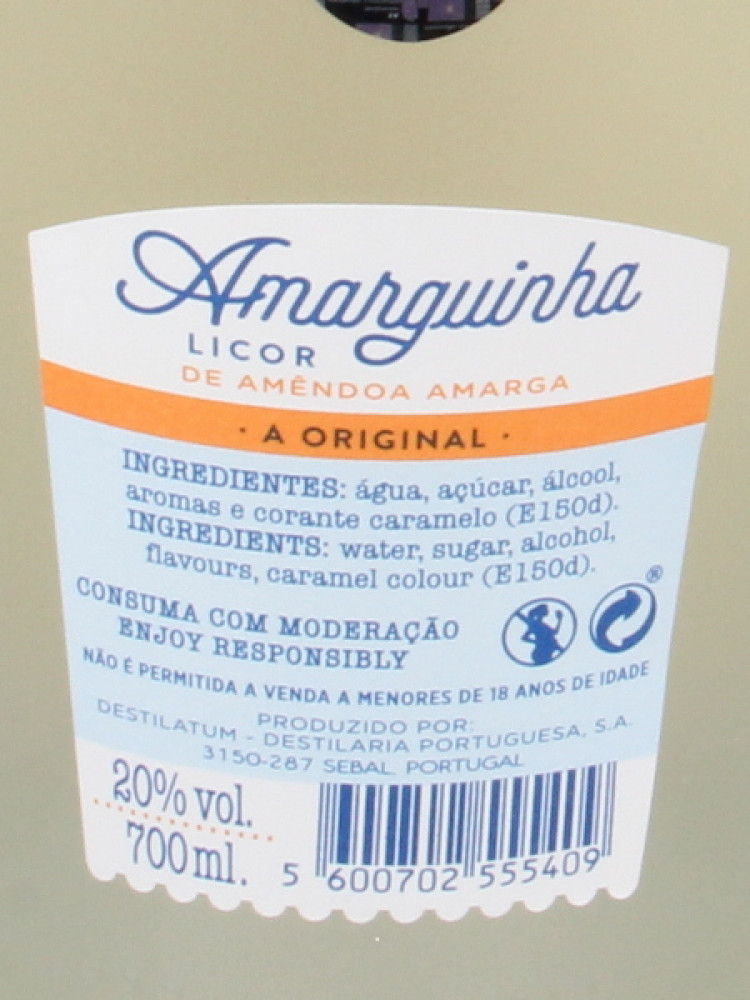 Amarguinha
LICOR
DE AMÊNDOA AMARGA
· A ORIGINAL ·
INGREDIENTES: água, açúcar, álcool,
aromas e corante caramelo (E150d).
INGREDIENTS: water, sugar, alcohol,
flavours, caramel colour (E150d).
CONSUMA COM MODERAÇÃO
ENJOY RESPONSIBLY
®
NÃO É PERMITIDA A VENDA A MENORES DE 18 ANOS DE IDADE
PRODUZIDO POR:
DESTILATUM - DESTILARIA PORTUGUESA, S.A.
3150-287 SEBAL. PORTUGAL
20% vol.
700ml.
5 600702 555409